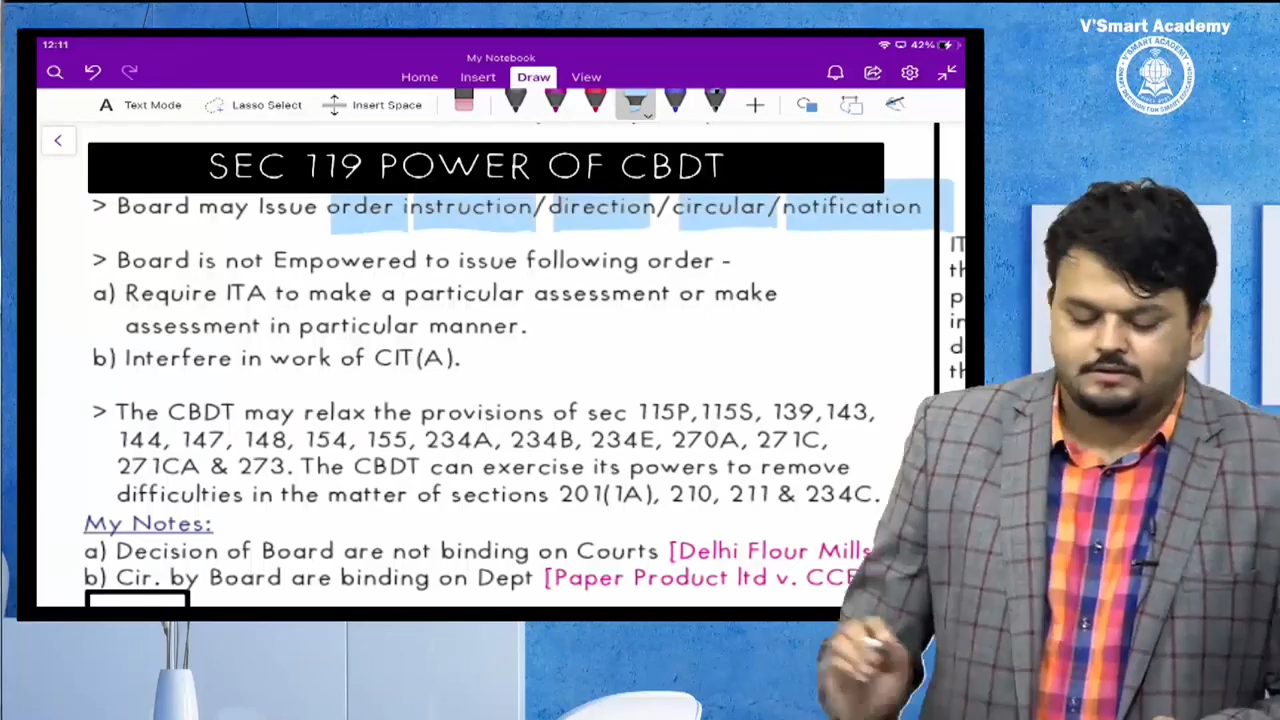 V'Smart Academy
12:11
42%
My Notebook
Home Insert Draw View
A Text Mode Lasso Select Insert Space
SEC 119 POWER OF CBDT
> Board may Issue order instruction/direction/circular/notification
> Board is not Empowered to issue following order -
a) Require ITA to make a particular assessment or make
assessment in particular manner.
b) Interfere in work of CIT(A).
> The CBDT may relax the provisions of sec 115P,115S, 139,143,
144, 147, 148, 154, 155, 234A, 234B, 234E, 270A, 271C,
271CA & 273. The CBDT can exercise its powers to remove
difficulties in the matter of sections 201(1A), 210, 211 & 234C.
My Notes:
a) Decision of Board are not binding on Courts [Delhi Flour Mills
b) Cir. by Board are binding on Dept [Paper Product ltd v. CCE